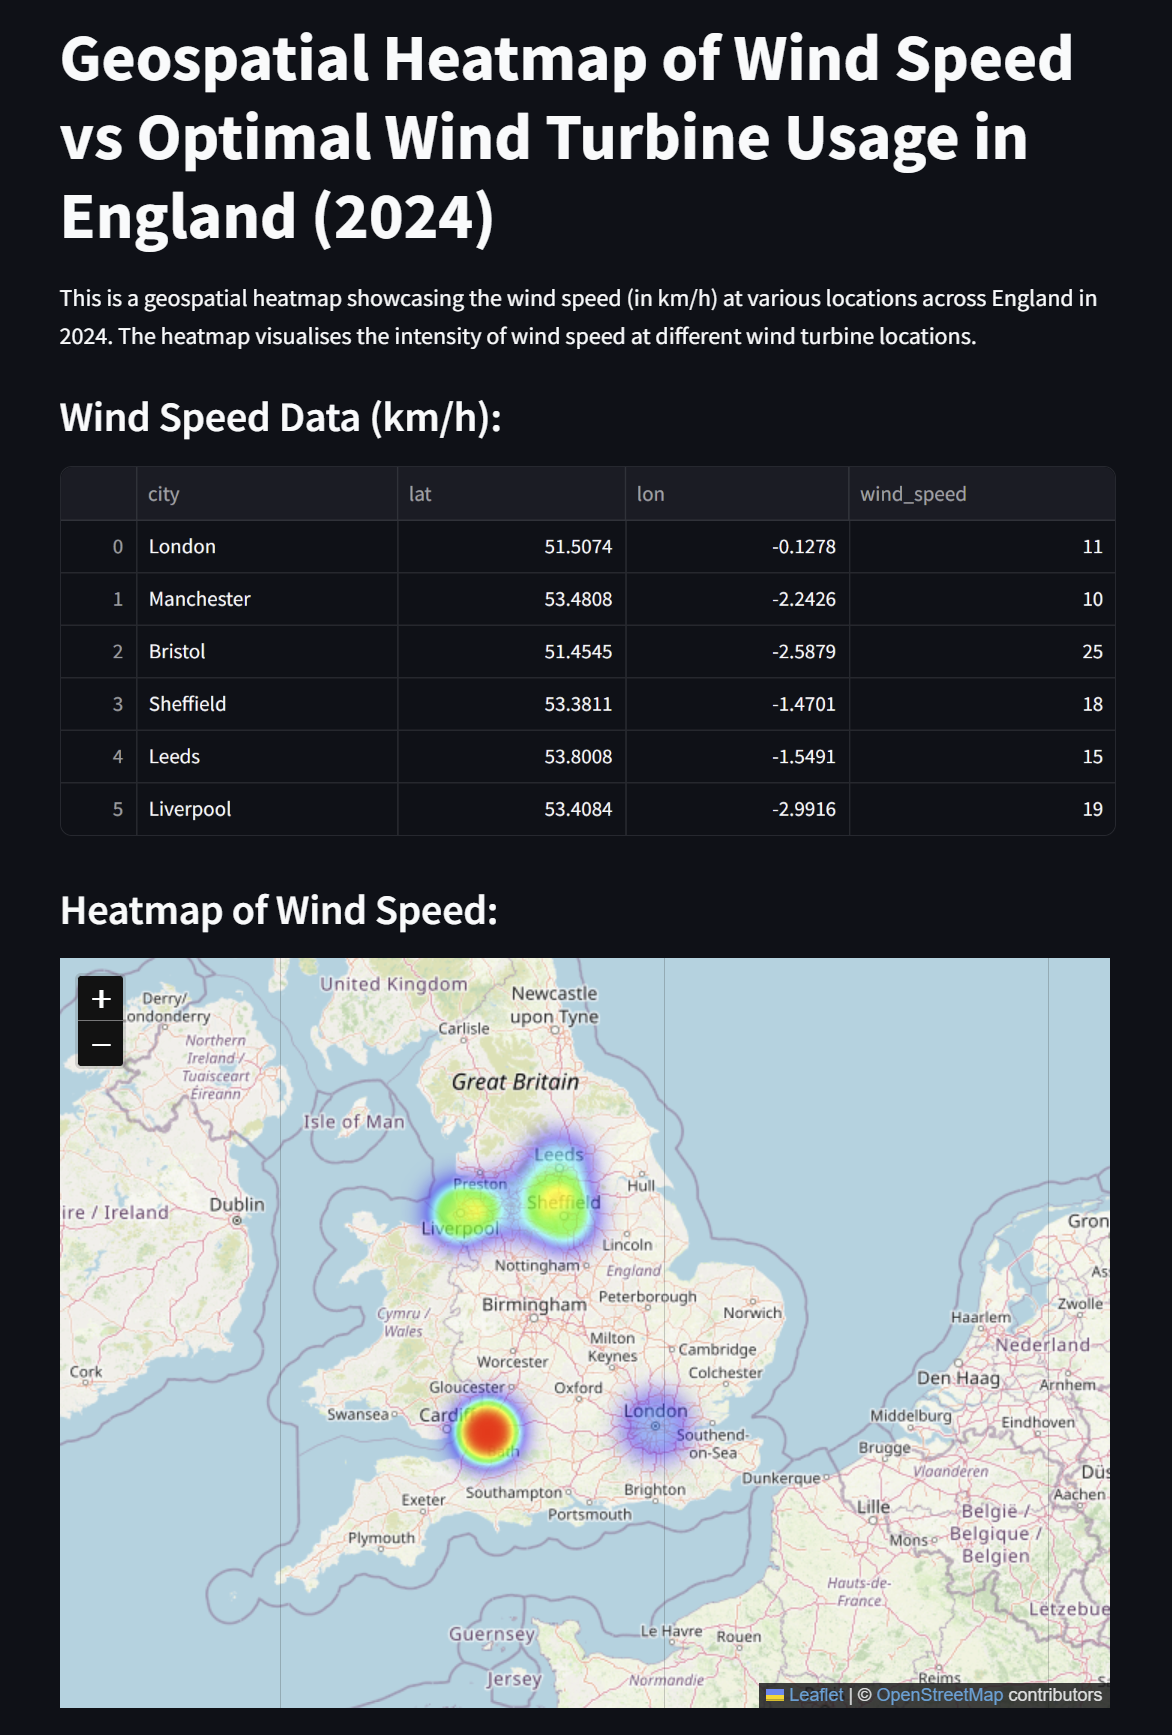 Geospatial Heatmap of Wind Speed
vs Optimal Wind Turbine Usage in
England (2024)
This is a geospatial heatmap showcasing the wind speed (in km/h) at various locations across England in
2024. The heatmap visualises the intensity of wind speed at different wind turbine locations.
Wind Speed Data (km/h):
city lat lon wind_speed
0 London 51.5074 -0.1278 11
1 Manchester 53.4808 -2.2426 10
2 Bristol 51.4545 -2.5879 25
3 Sheffield 53.3811 -1.4701 18
4 Leeds 53.8008 -1.5491 15
5 Liverpool 53.4084 -2.9916 19
Heatmap of Wind Speed:
+
−
United Kingdom
Newcastle
upon Tyne
Derry/
ondonderry
Carlisle
Northern
Ireland /
Tuaisceart
Éireann
Great Britain
Isle of Man
Leeds
Preston
Hull
Sheffield
Dublin
ire / Ireland
Liverpool
Lincoln
Nottingham
England
Gron
As
Peterborough
Birmingham
Norwich
Zwolle
Haarlem
Cymru /
Wales
Milton
Keynes
Cambridge
Nederland
Worcester
Colchester
Cork
Den Haag
Arnhem
Gloucester
Oxford
Swansea
Cardif
London
Middelburg
Eindhoven
Southend-
on-Sea
Brugge
ath
Vlaanderen
Düs
Dunkerque
Aachen
Exeter
Southampton
Brighton
Portsmouth
Lille
België /
Belgique /
Belgien
Plymouth
Mons
Hauts-de-
France
Letzebue
Guernsey
Le Havre
Rouen
Jersey
Normandie
Reims
Leaflet | © OpenStreetMap contributors